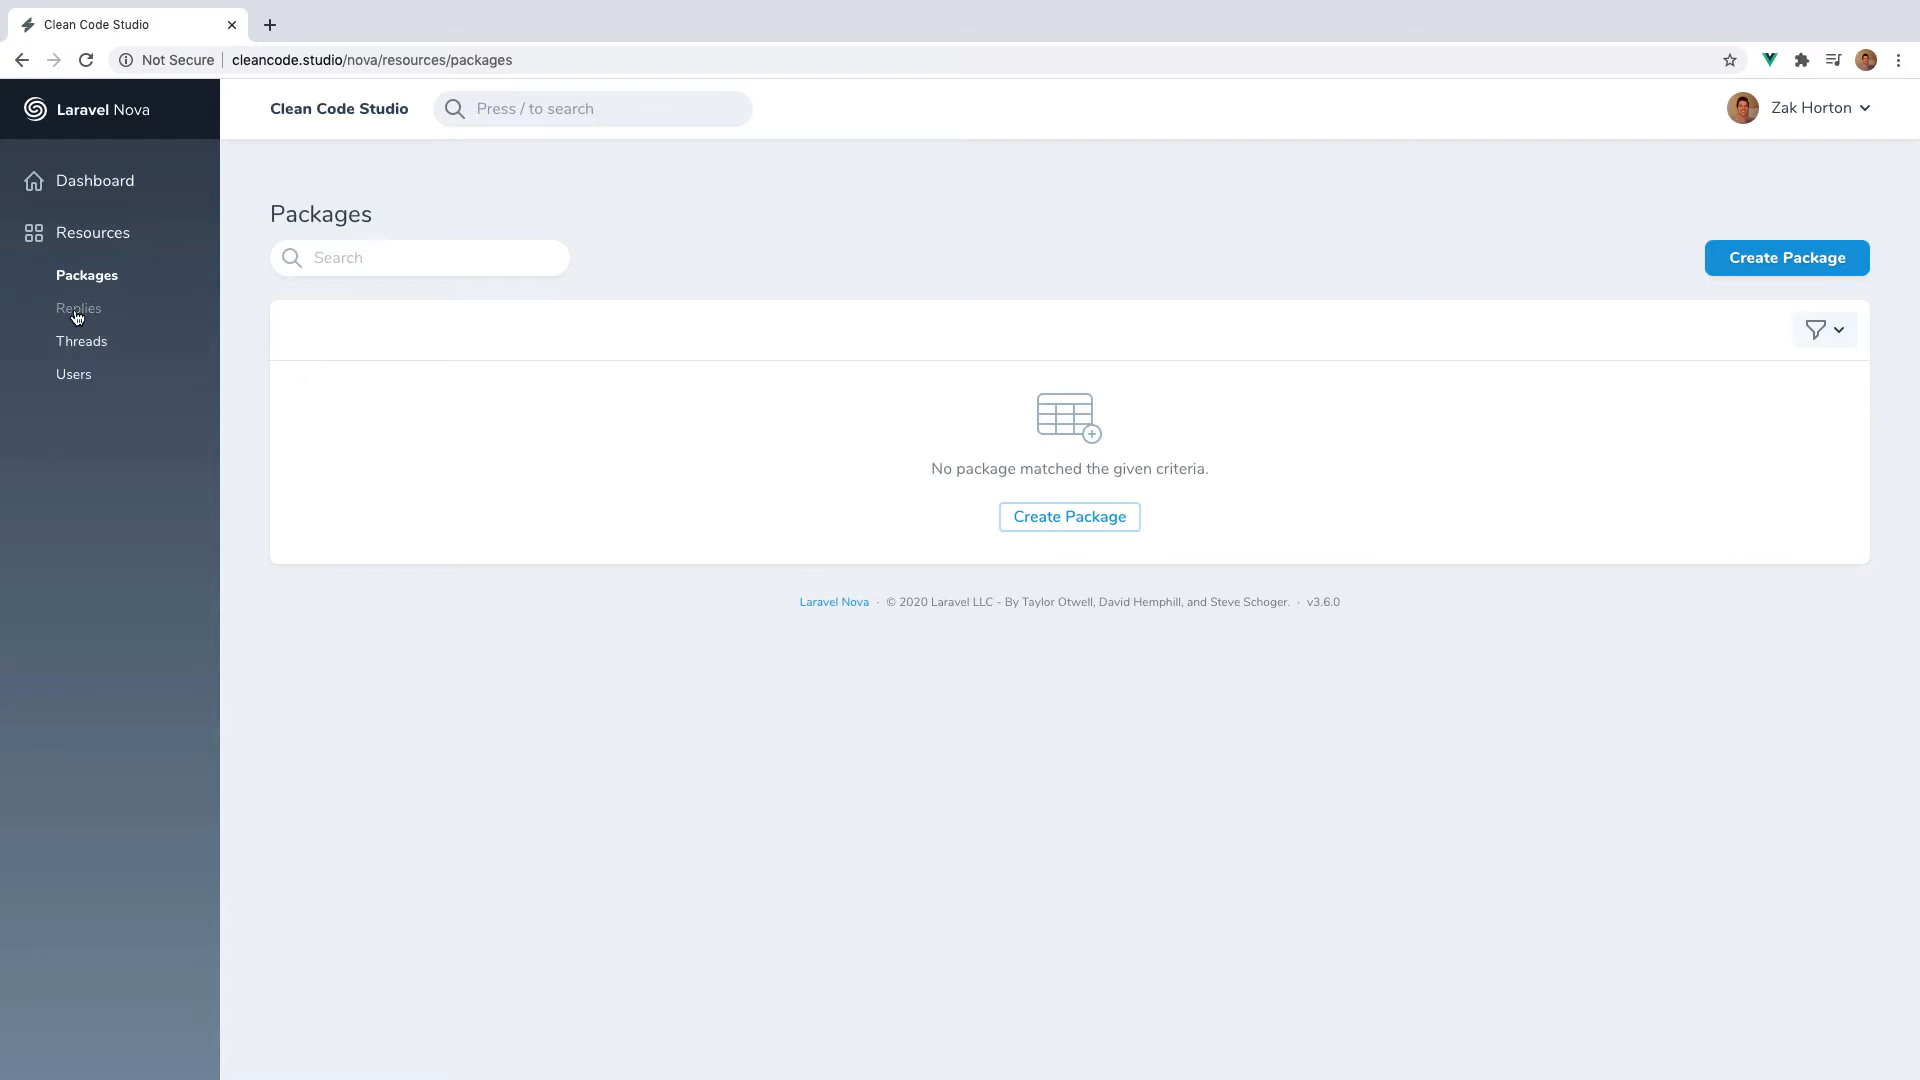 Clean Code Studio
Not Secure cleancode.studio/nova/resources/packages
Laravel Nova
Clean Code Studio
Press / to search
Zak Horton
Dashboard
Resources
Packages
Replies
Threads
Users
Packages
Search
Create Package
No package matched the given criteria.
Create Package
Laravel Nova · © 2020 Laravel LLC - By Taylor Otwell, David Hemphill, and Steve Schoger. · v3.6.0